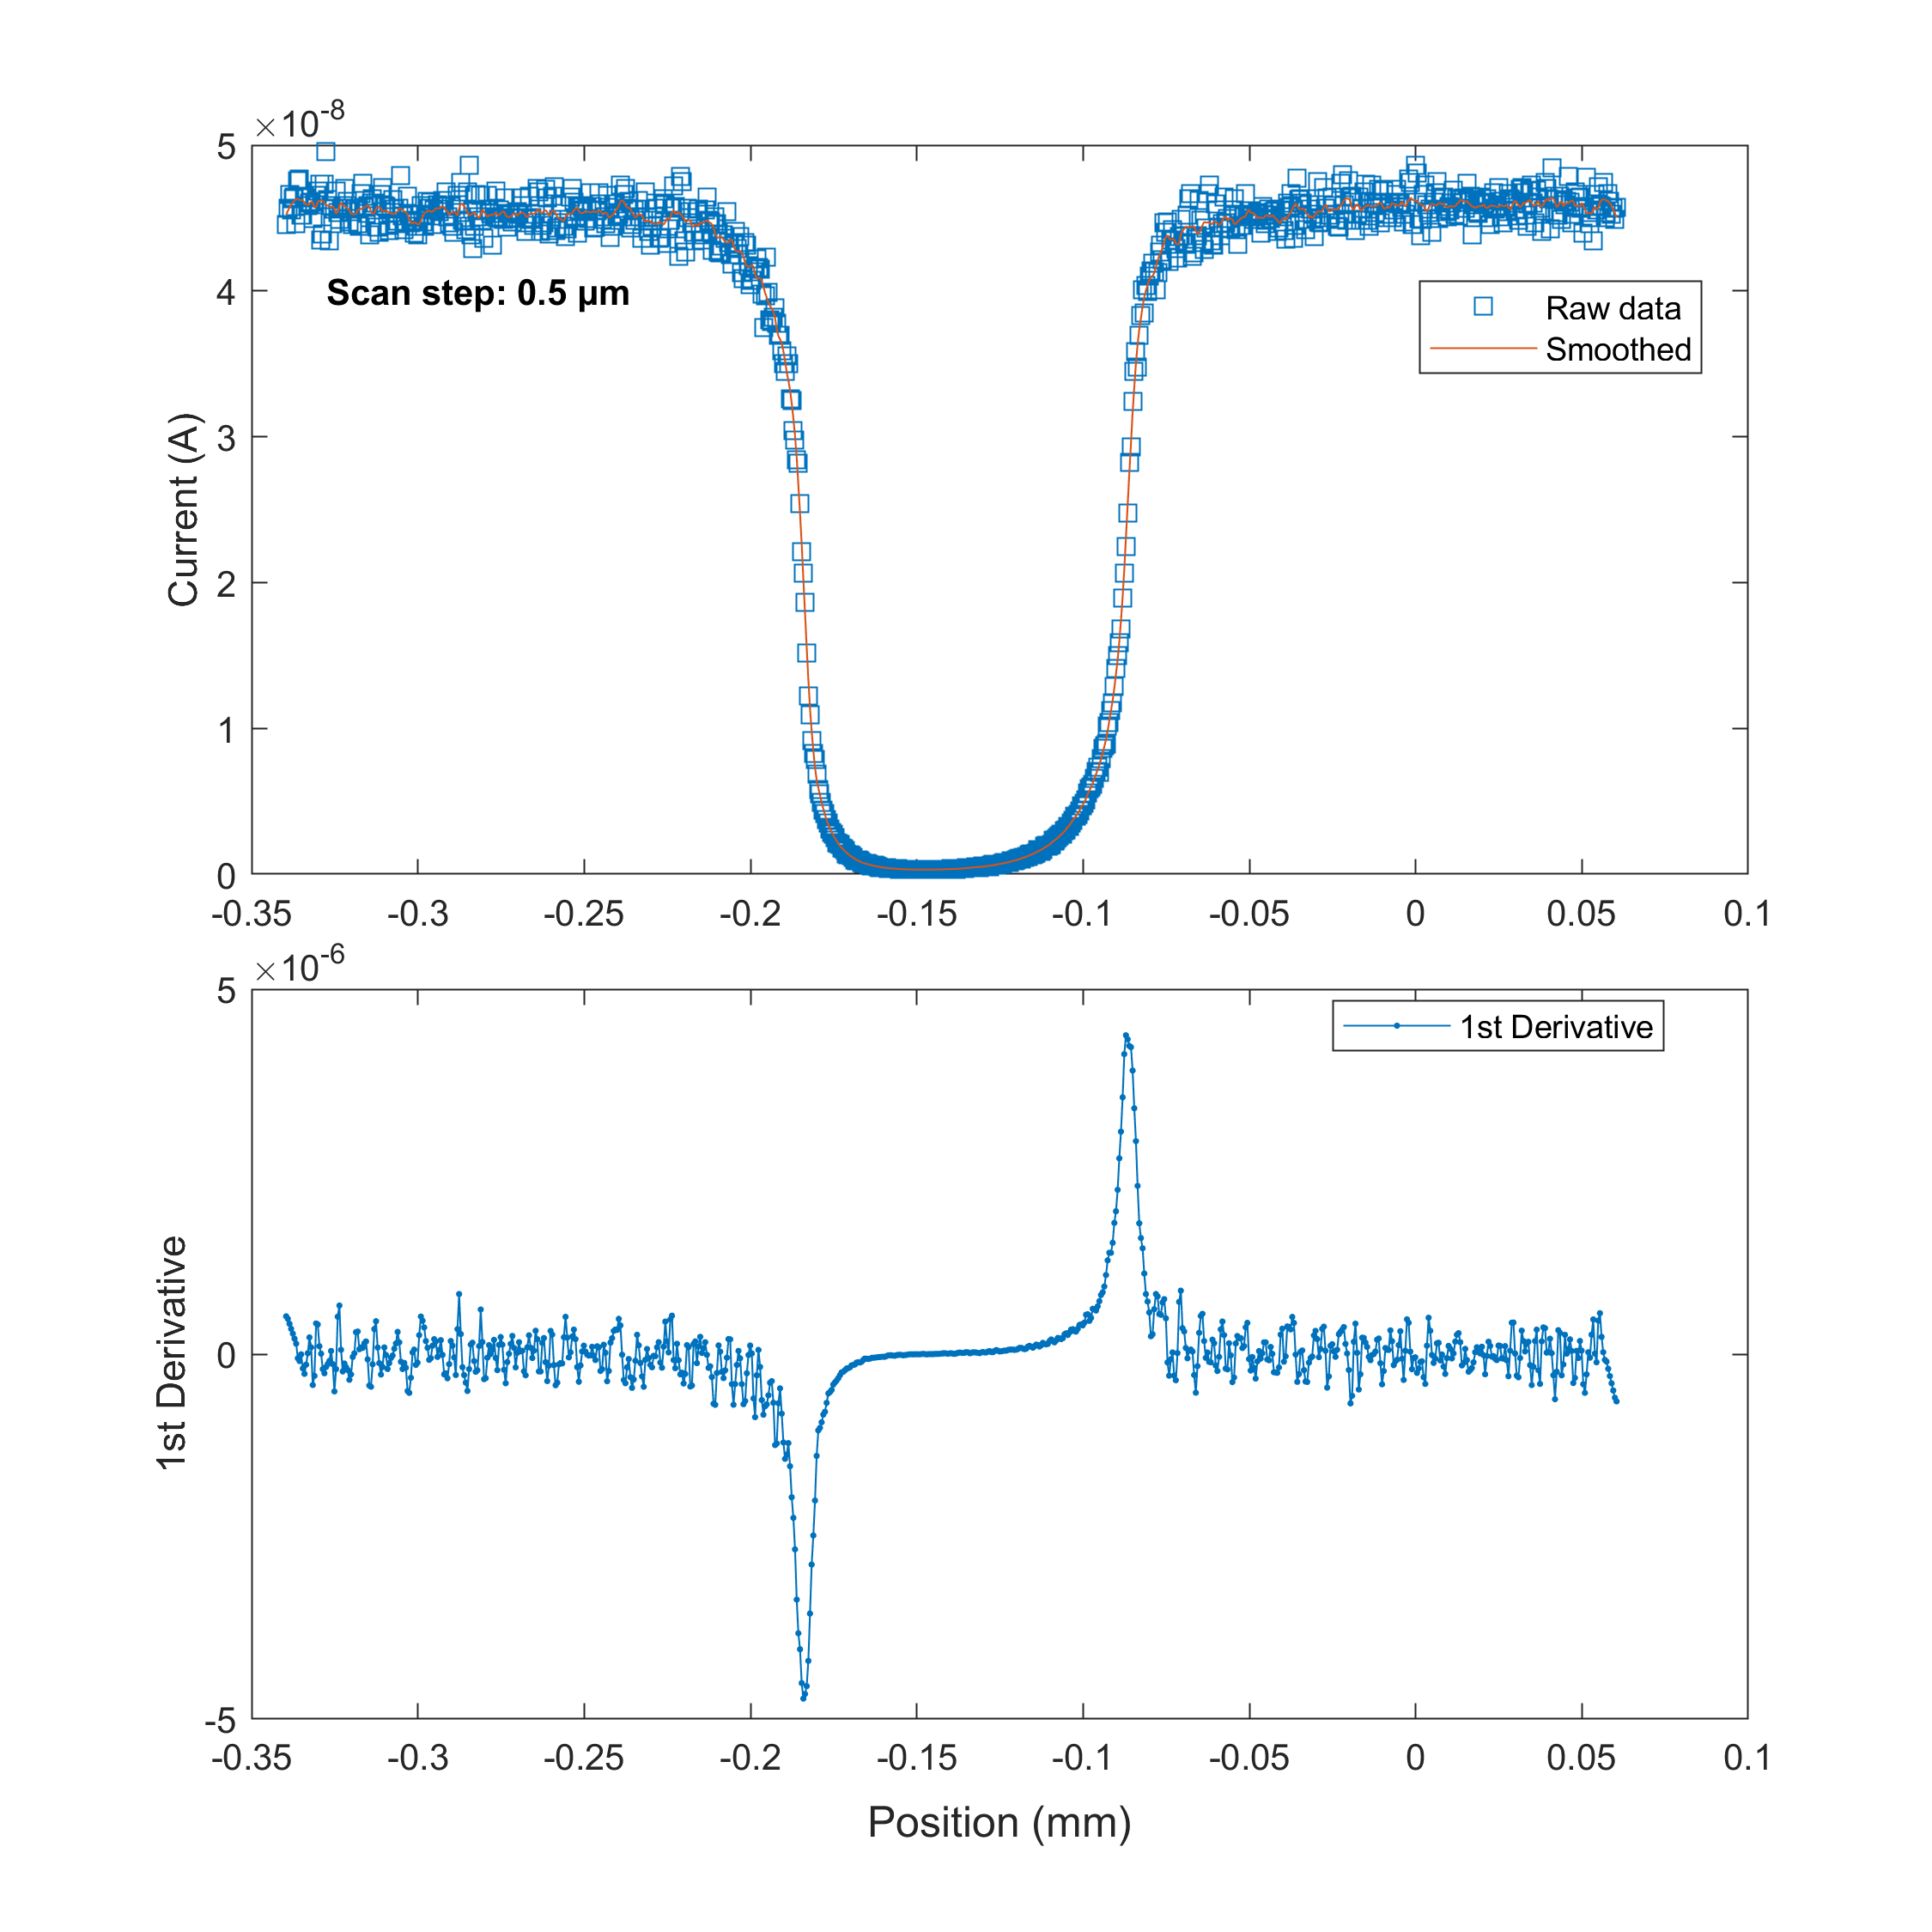 ×10-8
5
4
3
2
1
0
Current (A)
Scan step: 0.5 µm
Raw data
Smoothed
-0.35 -0.3 -0.25 -0.2 -0.15 -0.1 -0.05 0 0.05 0.1
×10-6
5
0
-5
1st Derivative
1st Derivative
-0.35 -0.3 -0.25 -0.2 -0.15 -0.1 -0.05 0 0.05 0.1
Position (mm)